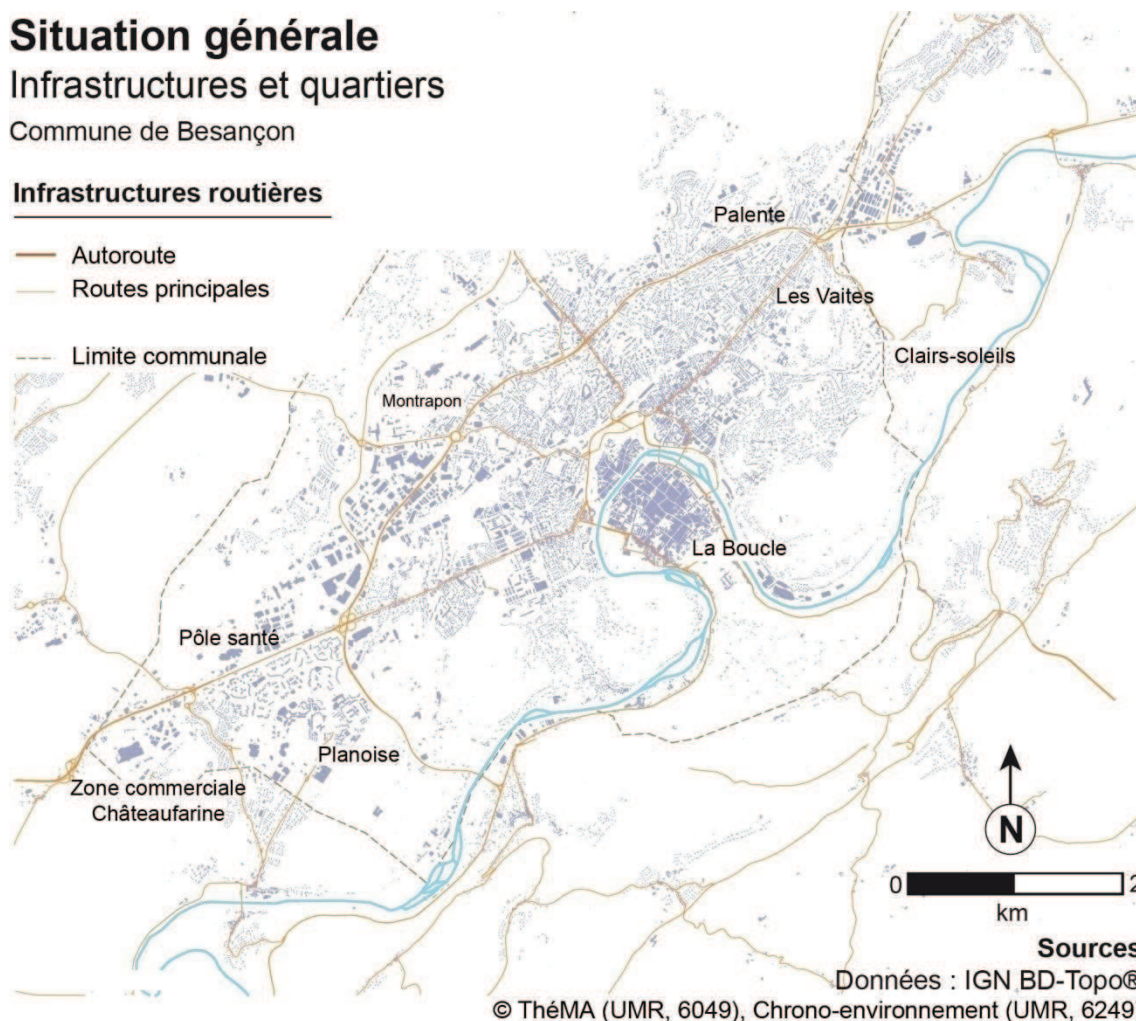 Situation générale
Infrastructures et quartiers
Commune de Besançon
Infrastructures routières
Autoroute
Routes principales
Limite communale
Palente
Les Vaites
Clairs-soleils
Montrapon
La Boucle
Pôle santé
Planoise
Zone commerciale
Châteaufarine
N
0 2
km
Sources
Données : IGN BD-Topo®
© ThéMA (UMR, 6049), Chrono-environnement (UMR, 6249)